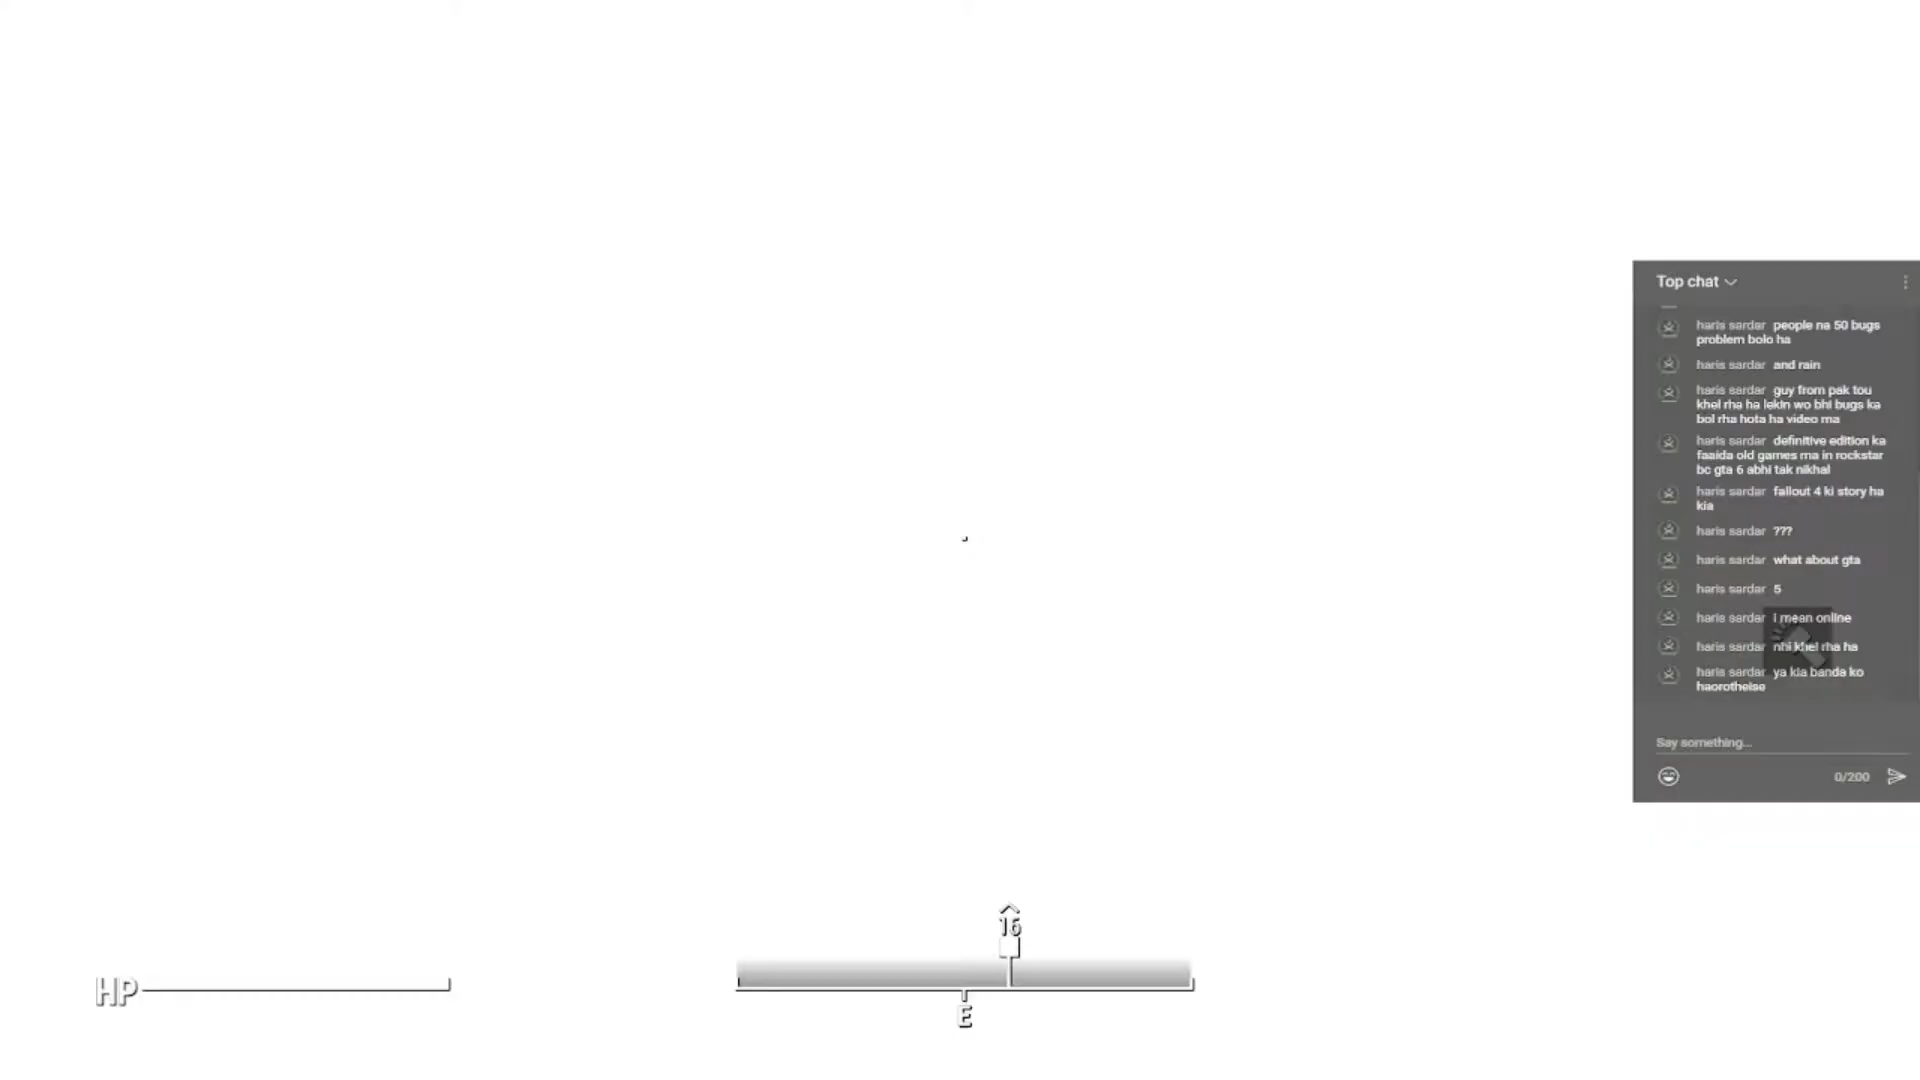 Top chat
haris sardar people na 50 bugs
problem bolo ha
haris sardar and rain
haris sardar guy from pak tou
khel rha ha lekin wo bhi bugs ka
bol rha hota ha video ma
haris sardar definitive edition ka
faaida old games ma in rockstar
bc gta 6 abhi tak nikhal
haris sardar fallout 4 ki story ha
kia
haris sardar ???
haris sardar what about gta
haris sardar 5
haris sardar i mean online
haris sardar nhi khel rha ha
haris sardar ya kia banda ko
haorotheise
Say something...
0/200
16
HP
E